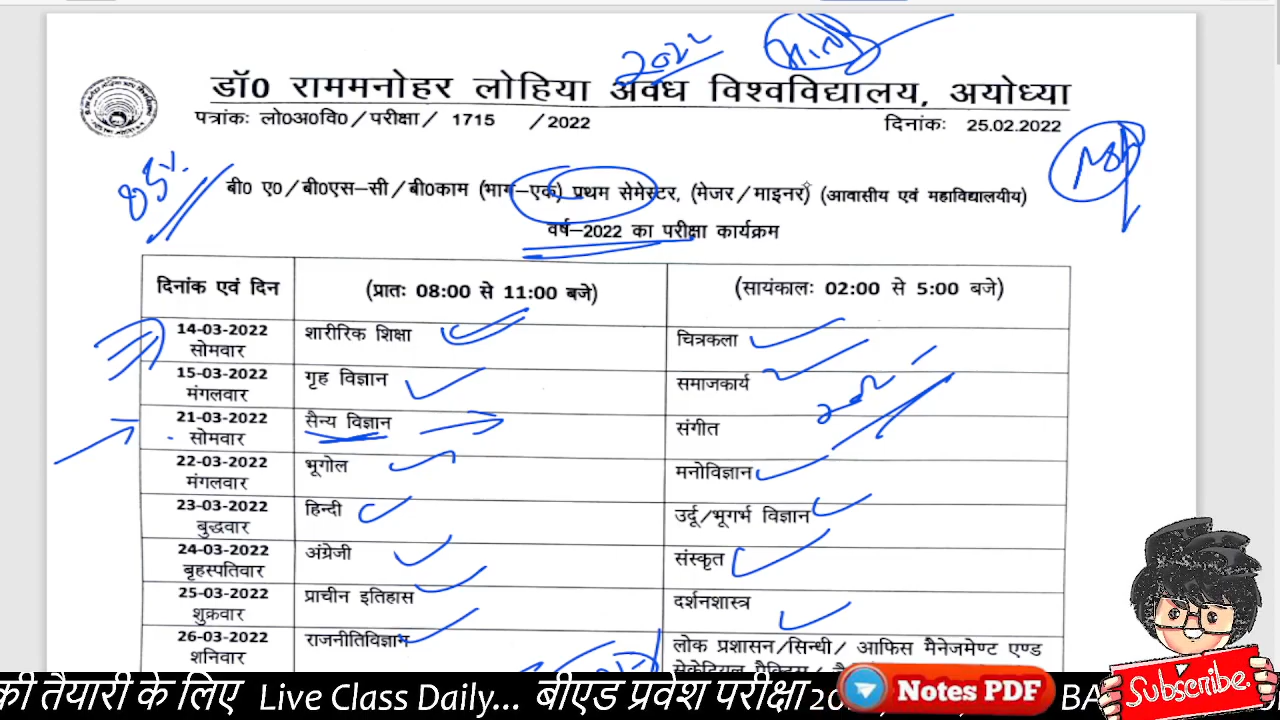 2022
डॉ0 राममनोहर लोहिया अवध विश्वविद्यालय, अयोध्या
पत्रांकः लो0अ0वि0/परीक्षा/ 1715 /2022
दिनांकः 25.02.2022
85%
बी0 ए0/बी0एस–सी/बी0काम (भाग–एक) प्रथम सेमेस्टर, (मेजर/माइनर) (आवासीय एवं महाविद्यालयीय)
वर्ष–2022 का परीक्षा कार्यक्रम
दिनांक एवं दिन (प्रातः 08:00 से 11:00 बजे) (सायंकालः 02:00 से 5:00 बजे)
14-03-2022 सोमवार शारीरिक शिक्षा चित्रकला
15-03-2022 मंगलवार गृह विज्ञान समाजकार्य
21-03-2022 सोमवार सैन्य विज्ञान संगीत
22-03-2022 मंगलवार भूगोल मनोविज्ञान
23-03-2022 बुद्धवार हिन्दी उर्दू/भूगर्भ विज्ञान
24-03-2022 बृहस्पतिवार अंग्रेजी संस्कृत
25-03-2022 शुक्रवार प्राचीन इतिहास दर्शनशास्त्र
26-03-2022 शनिवार राजनीतिविज्ञान लोक प्रशासन/सिन्धी/ आफिस मैनेजमेण्ट एण्ड
की तैयारी के लिए Live Class Daily... बीएड प्रवेश परीक्षा
Notes PDF
BA
Subscribe